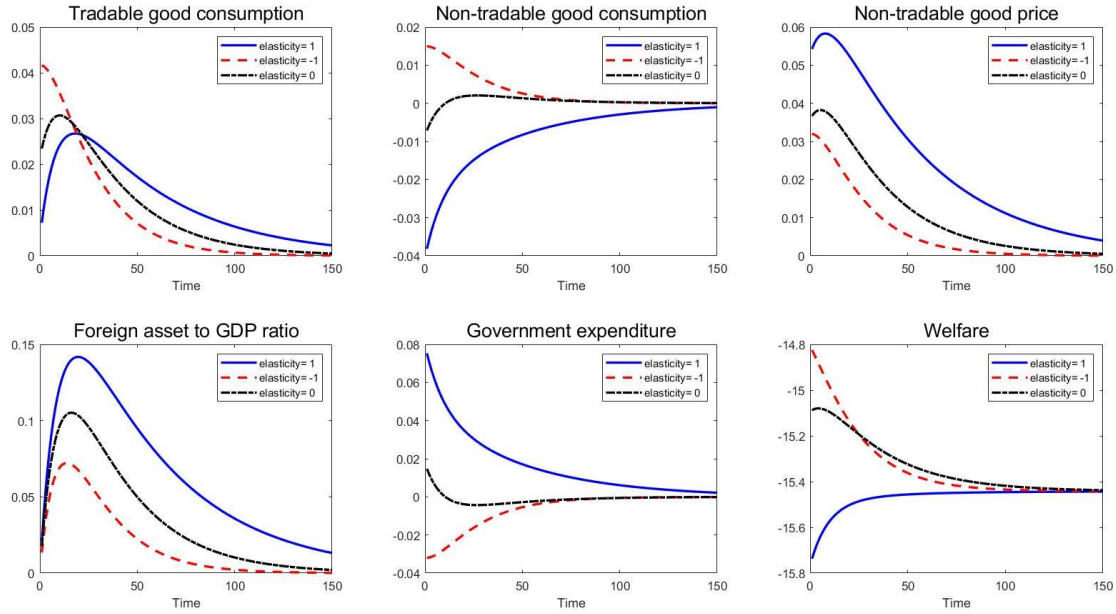 Tradable good consumption
0.05
0.04
0.03
0.02
0.01
0
0
50
100
150
Time
elasticity= 1
elasticity= -1
elasticity= 0
Non-tradable good consumption
0.02
0.01
0
-0.01
-0.02
-0.03
-0.04
0
50
100
150
Time
elasticity= 1
elasticity= -1
elasticity= 0
Non-tradable good price
0.06
0.05
0.04
0.03
0.02
0.01
0
0
50
100
150
Time
elasticity= 1
elasticity= -1
elasticity= 0
Foreign asset to GDP ratio
0.15
0.1
0.05
0
0
50
100
150
Time
elasticity= 1
elasticity= -1
elasticity= 0
Government expenditure
0.08
0.06
0.04
0.02
0
-0.02
-0.04
0
50
100
150
Time
elasticity= 1
elasticity= -1
elasticity= 0
Welfare
-14.8
-15
-15.2
-15.4
-15.6
-15.8
0
50
100
150
Time
elasticity= 1
elasticity= -1
elasticity= 0